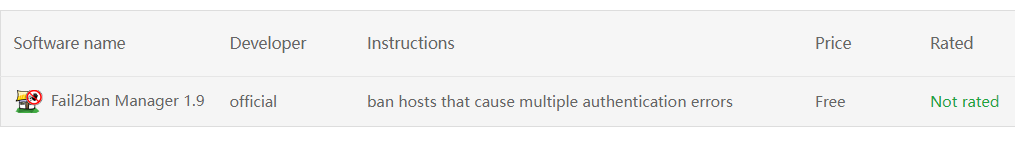 Software name Developer Instructions Price Rated
Fail2ban Manager 1.9 official ban hosts that cause multiple authentication errors Free Not rated